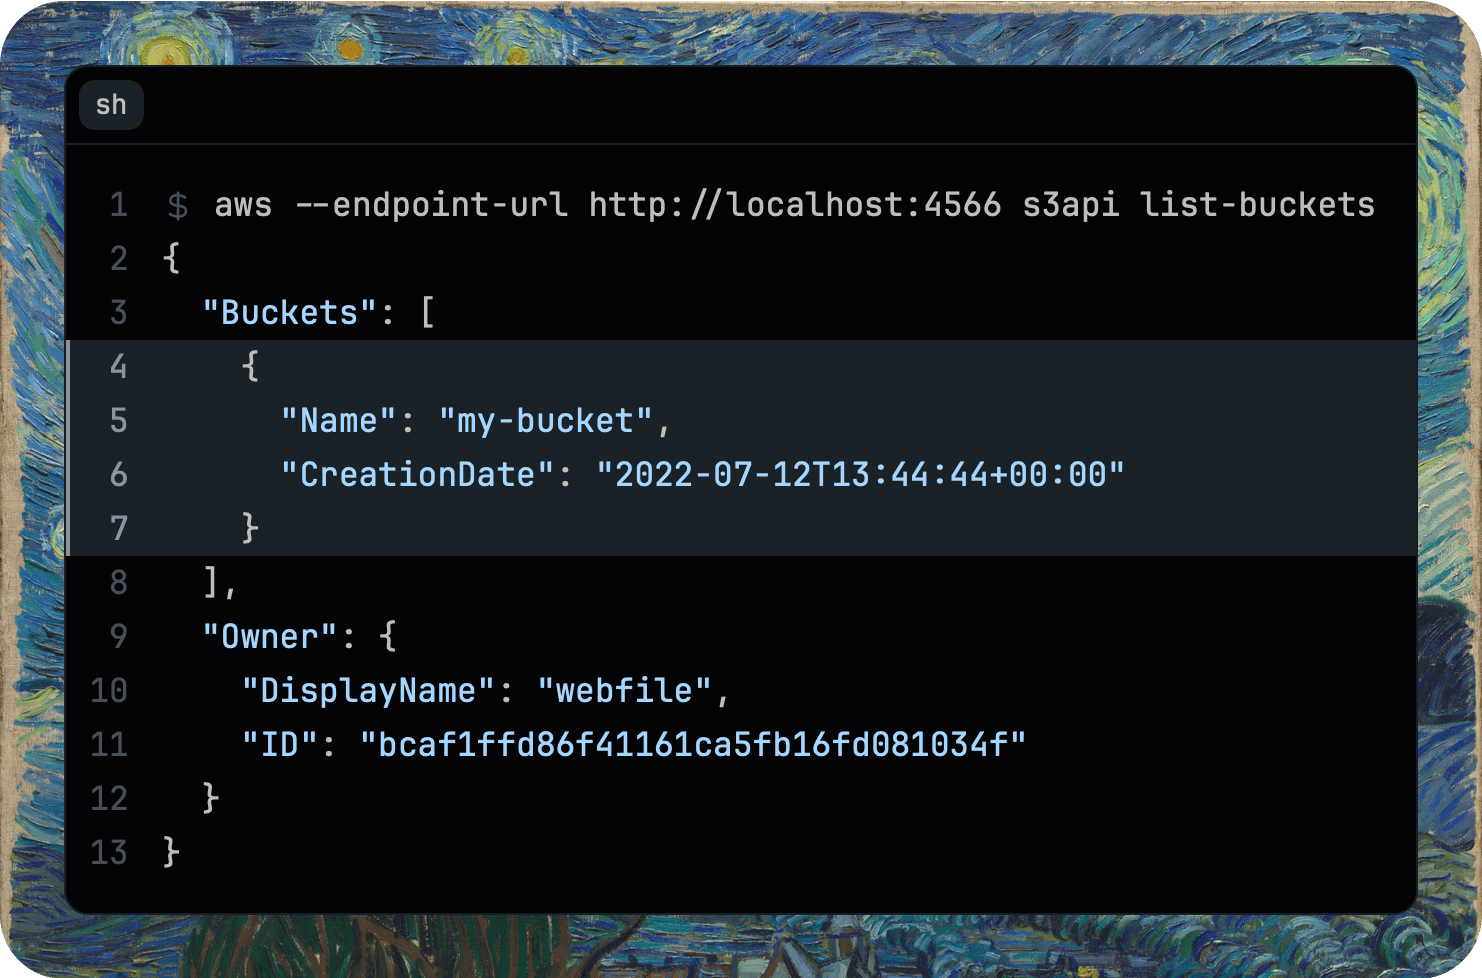 sh
1 $ aws --endpoint-url http://localhost:4566 s3api list-buckets
2 {
3   "Buckets": [
4     {
5       "Name": "my-bucket",
6       "CreationDate": "2022-07-12T13:44:44+00:00"
7     }
8   ],
9   "Owner": {
10     "DisplayName": "webfile",
11     "ID": "bcaf1ffd86f41161ca5fb16fd081034f"
12   }
13 }